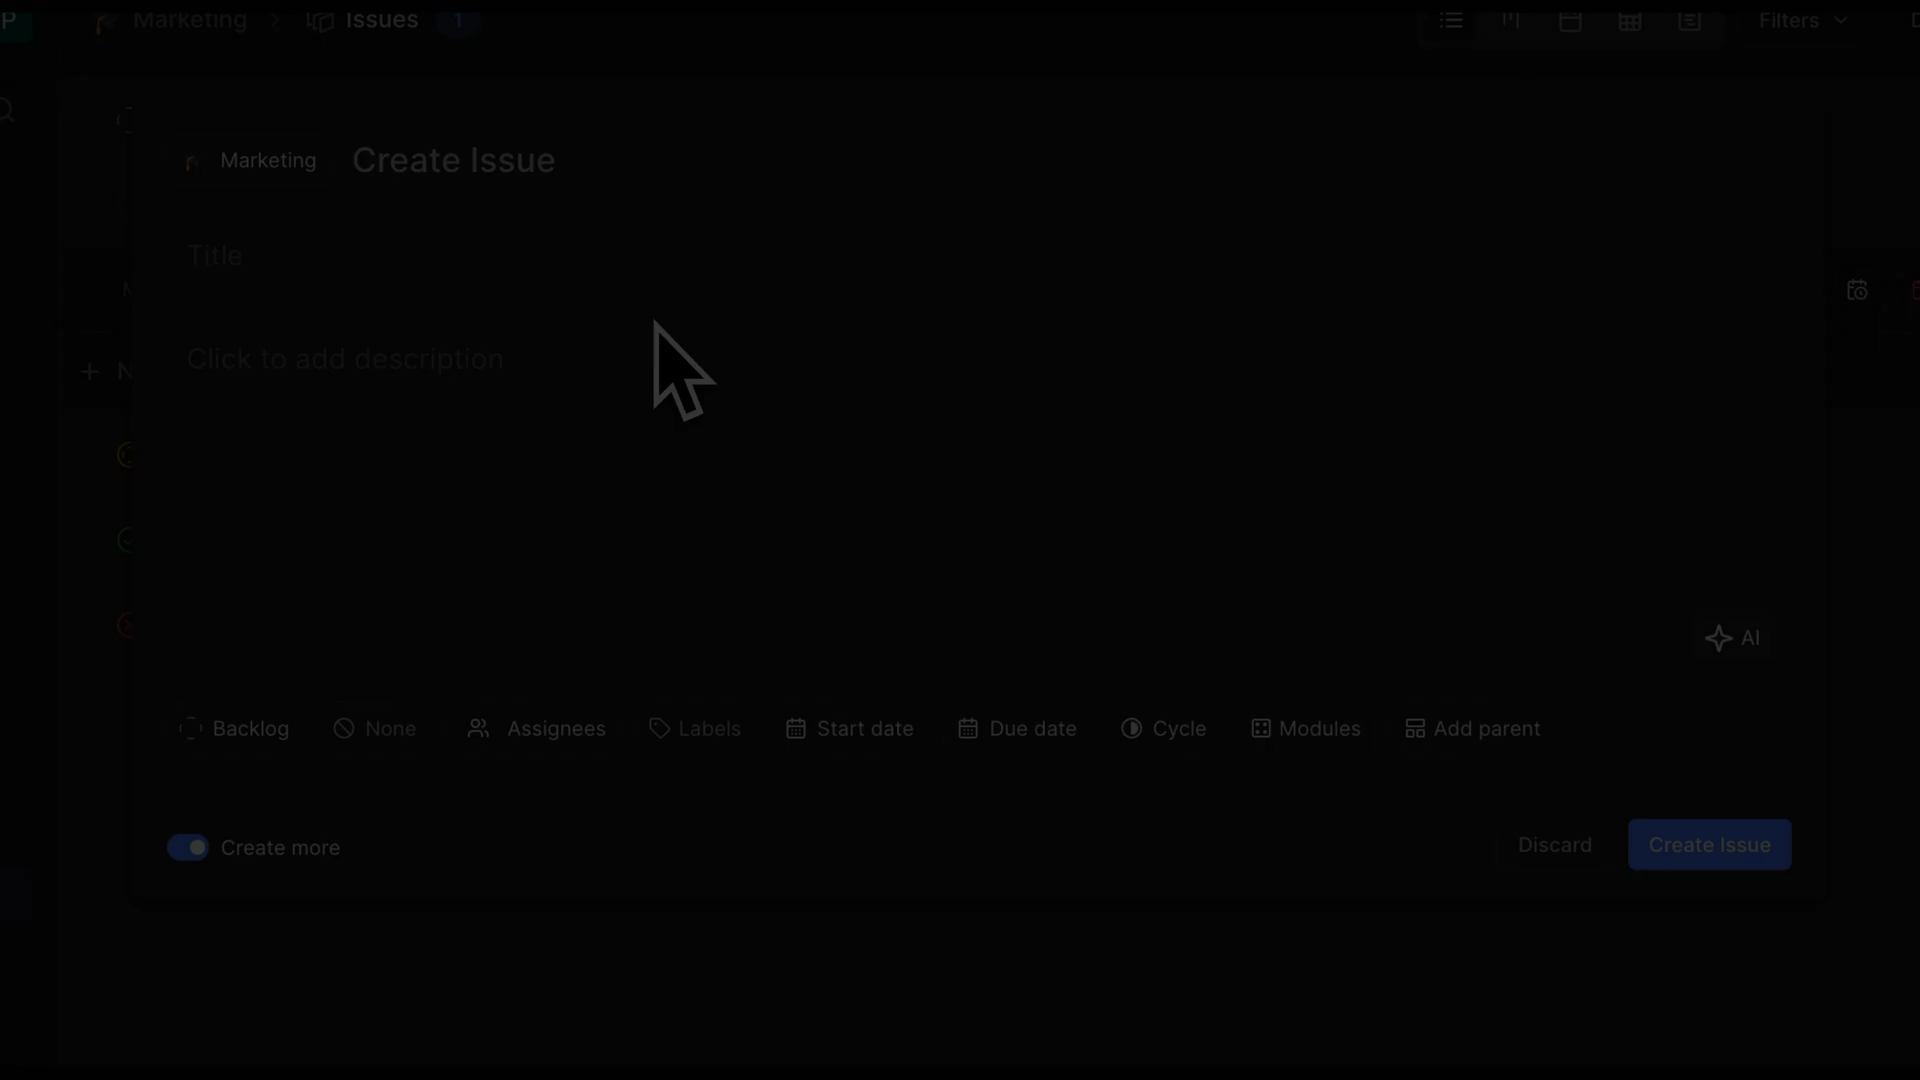 P Marketing Issues 1 Filters
Marketing Create Issue
Title
Click to add description
AI
Backlog None Assignees Labels Start date Due date Cycle Modules Add parent
Create more Discard Create Issue